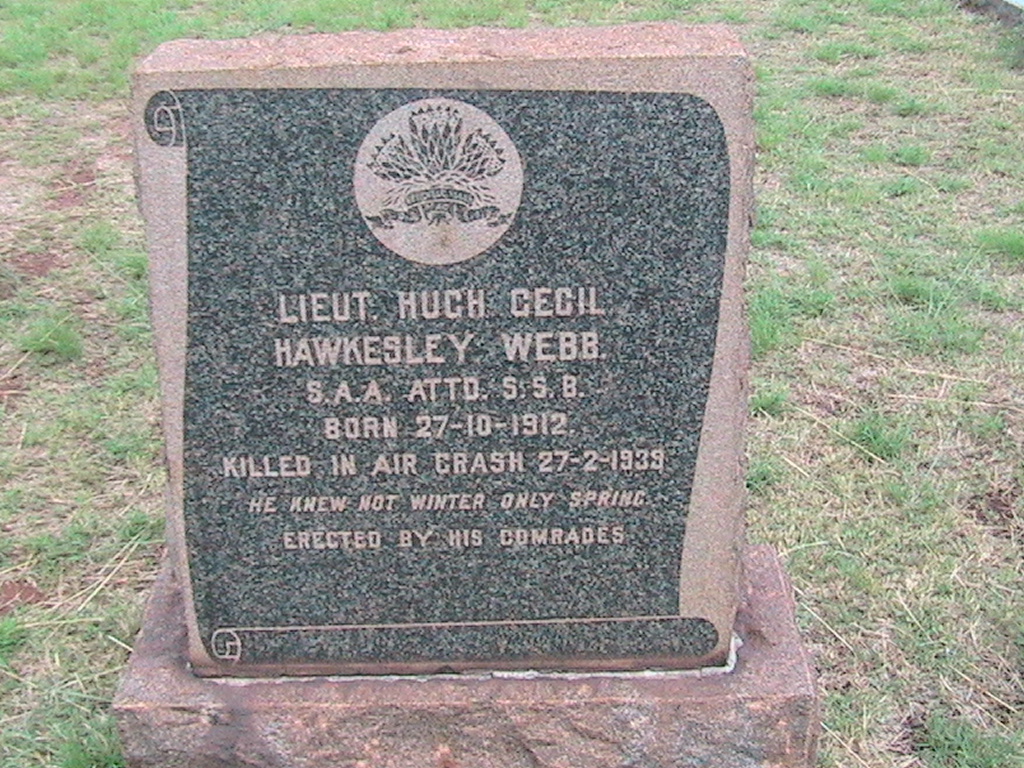 LIEUT. HUGH CECIL
HAWKESLEY WEBB.
S.A.A. ATTD. S.S.B.
BORN 27-10-1912.
KILLED IN AIR CRASH 27-2-1939
HE KNEW NOT WINTER ONLY SPRING.
ERECTED BY HIS COMRADES